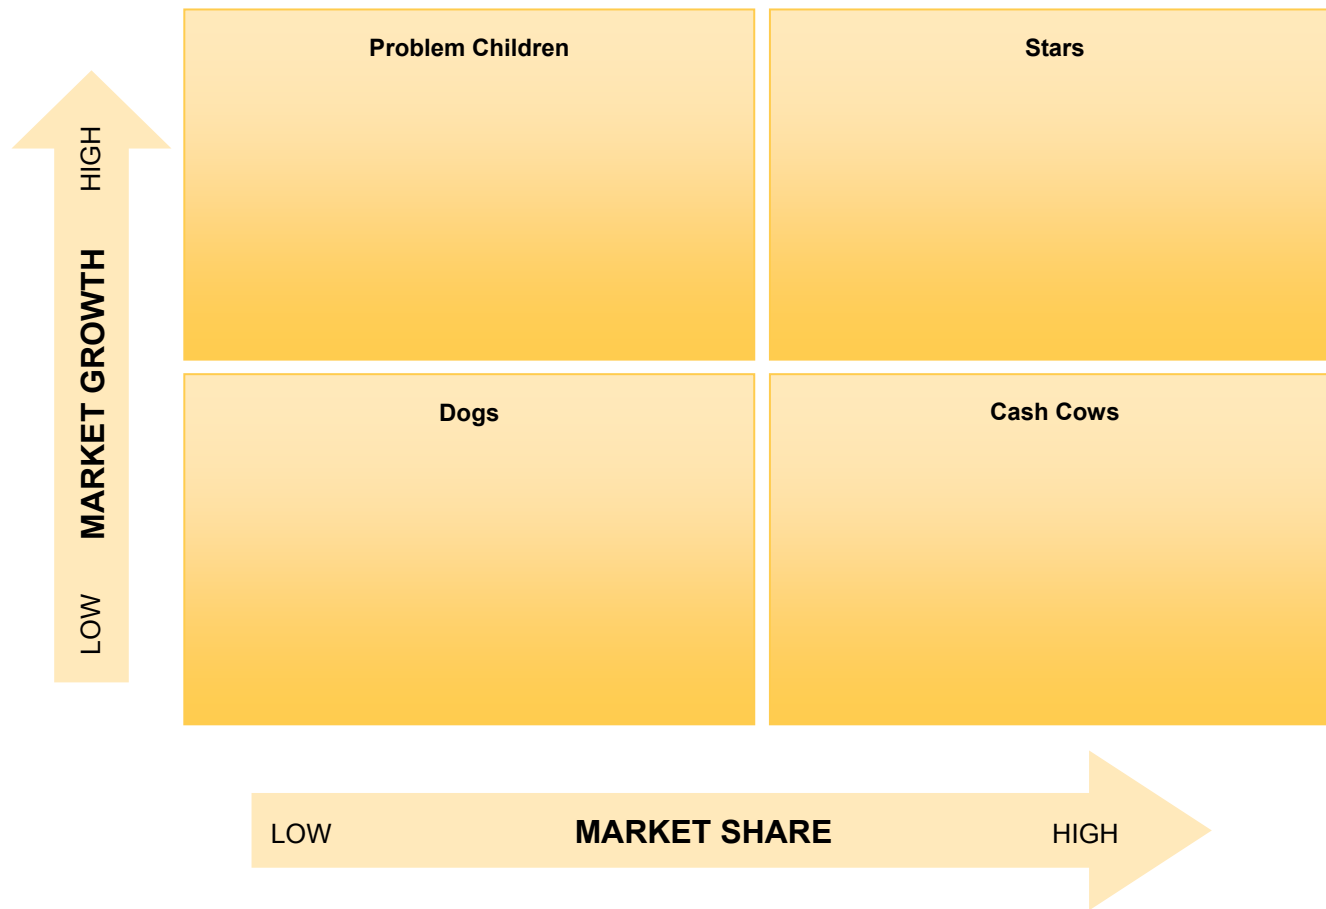 Problem Children
Stars
HIGH
MARKET GROWTH
LOW
Dogs
Cash Cows
LOW
MARKET SHARE
HIGH